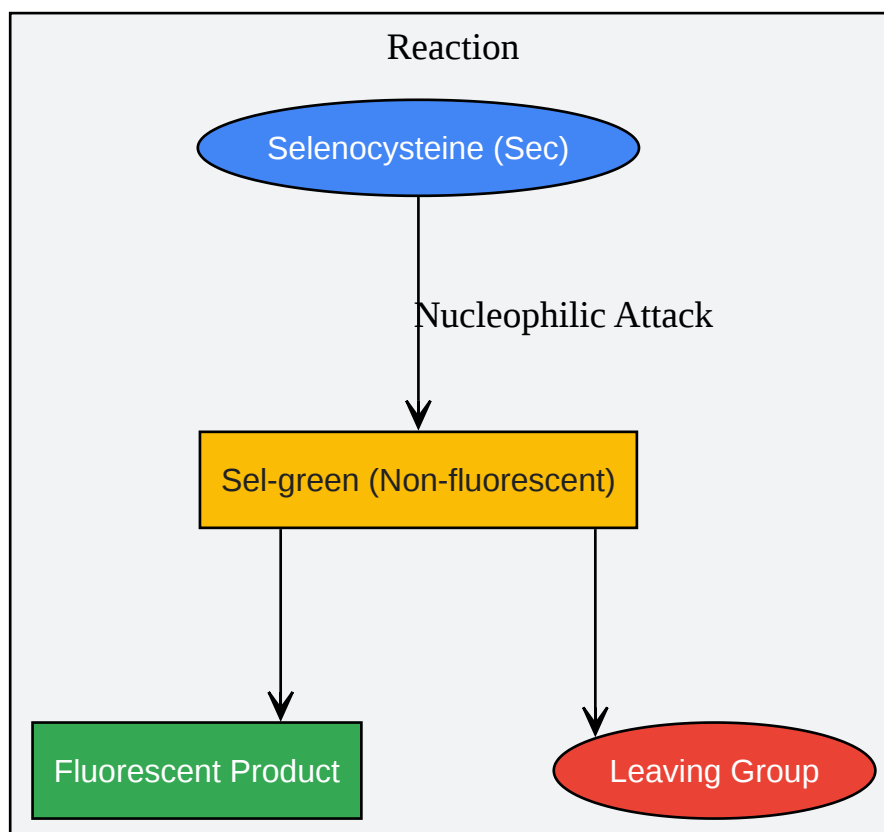 Reaction
Selenocysteine (Sec)
Nucleophilic Attack
Sel-green (Non-fluorescent)
Fluorescent Product
Leaving Group